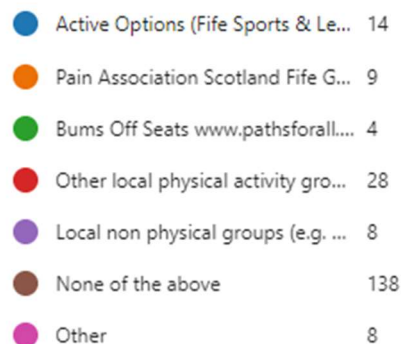 Active Options (Fife Sports & Le... 14
Pain Association Scotland Fife G... 9
Bums Off Seats www.pathsforall.... 4
Other local physical activity gro... 28
Local non physical groups (e.g. ... 8
None of the above 138
Other 8